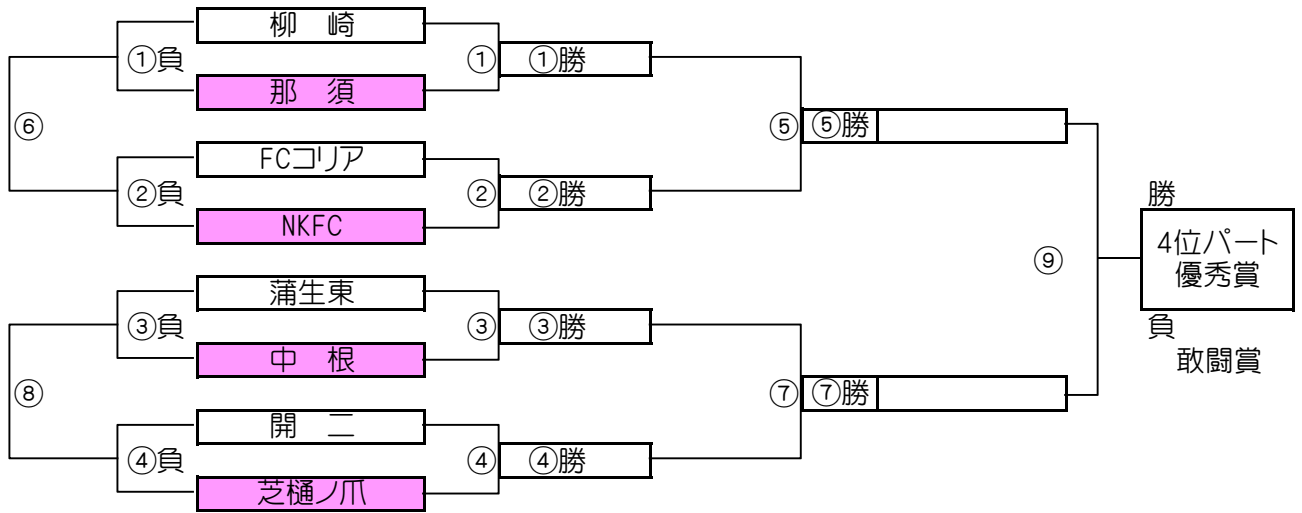 柳 崎
①負
①
①勝
那 須
⑥
⑤
⑤勝
FCコリア
②負
②
②勝
NKFC
勝
4位パート
優秀賞
⑨
蒲生東
③負
③
③勝
負
敢闘賞
中 根
⑧
⑦
⑦勝
開 二
④負
④
④勝
芝樋ノ爪